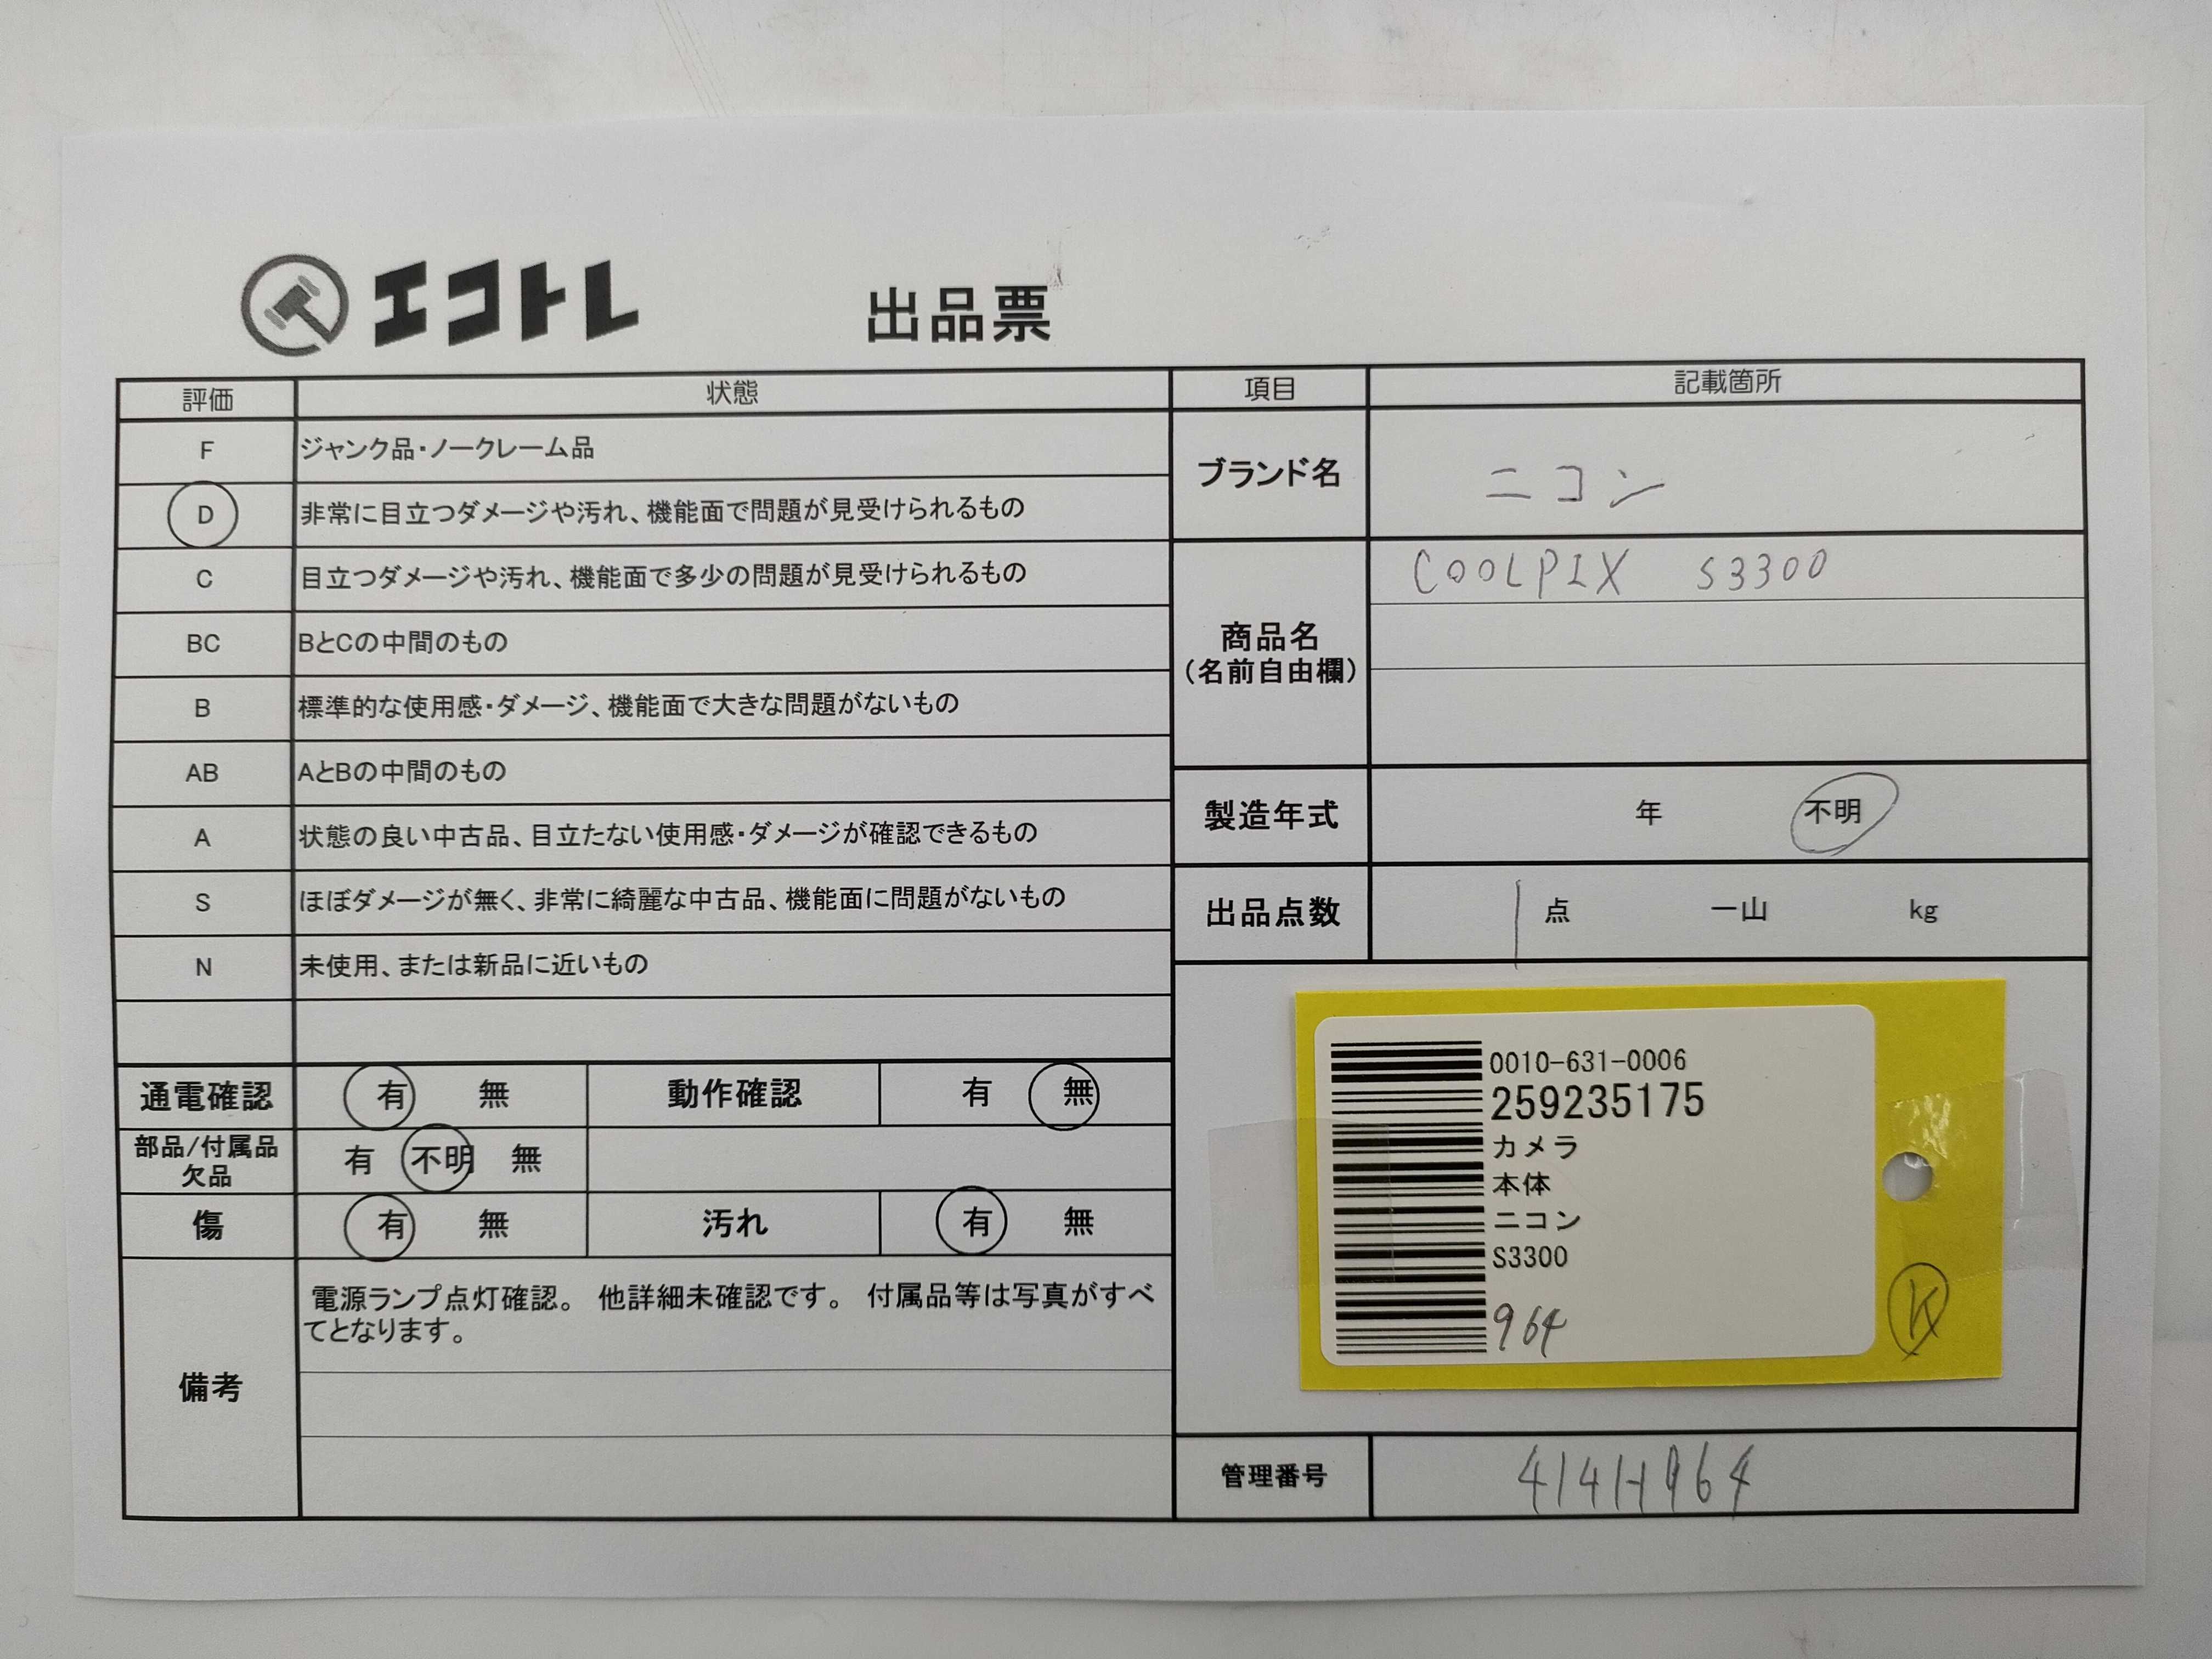 エコトレ
出品票
評価 状態
F ジャンク品・ノークレーム品
D 非常に目立つダメージや汚れ、機能面で問題が見受けられるもの
C 目立つダメージや汚れ、機能面で多少の問題が見受けられるもの
BC BとCの中間のもの
B 標準的な使用感・ダメージ、機能面で大きな問題がないもの
AB AとBの中間のもの
A 状態の良い中古品、目立たない使用感・ダメージが確認できるもの
S ほぼダメージが無く、非常に綺麗な中古品、機能面に問題がないもの
N 未使用、または新品に近いもの
通電確認 有 無 動作確認 有 無
部品/付属品
欠品 有 不明 無
傷 有 無 汚れ 有 無
備考
電源ランプ点灯確認。 他詳細未確認です。 付属品等は写真がすべ
てとなります。
項目 記載箇所
ブランド名 ニコン
商品名
(名前自由欄)
COOLPIX S3300
製造年式 年 不明
出品点数 1 点 一山 kg
0010-631-0006
259235175
カメラ
本体
ニコン
S3300
964
K
管理番号